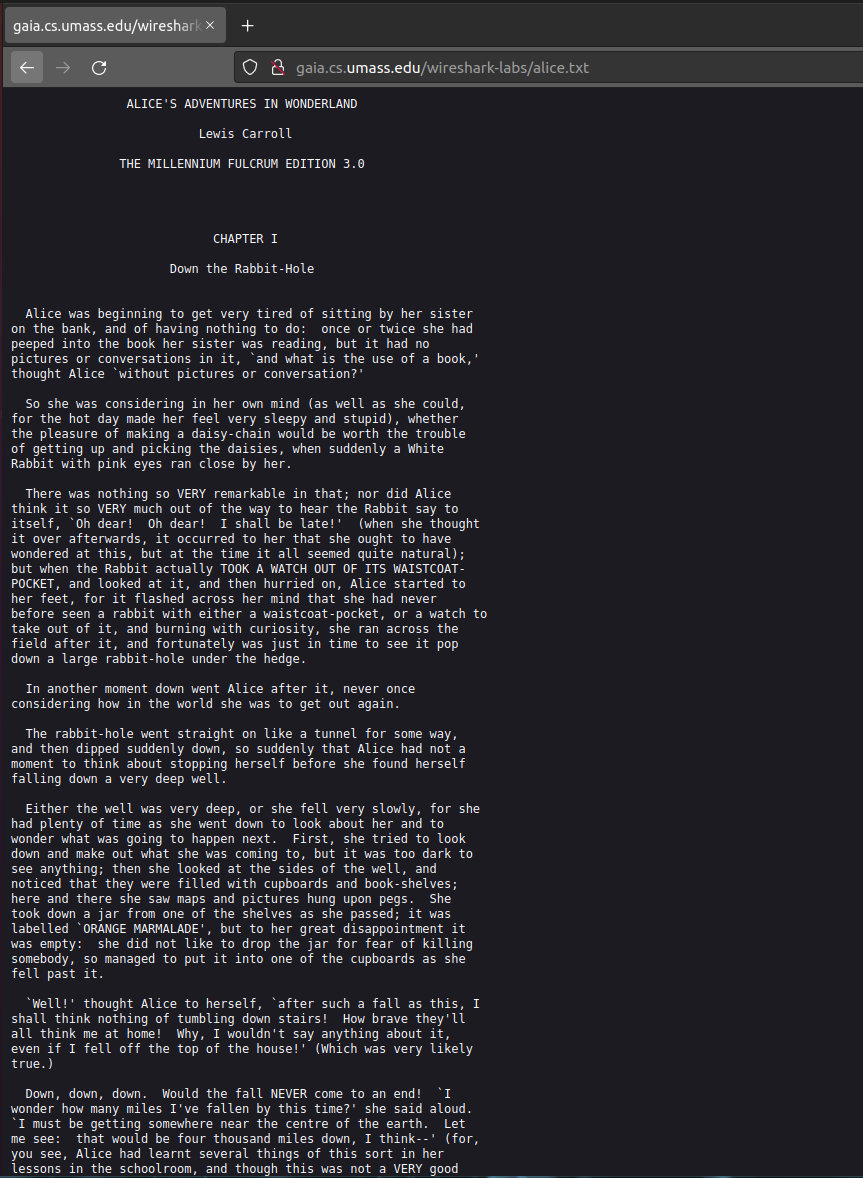 gaia.cs.umass.edu/wireshark
gaia.cs.umass.edu/wireshark-labs/alice.txt
ALICE'S ADVENTURES IN WONDERLAND
Lewis Carroll
THE MILLENNIUM FULCRUM EDITION 3.0
CHAPTER I
Down the Rabbit-Hole
Alice was beginning to get very tired of sitting by her sister
on the bank, and of having nothing to do:  once or twice she had
peeped into the book her sister was reading, but it had no
pictures or conversations in it, `and what is the use of a book,'
thought Alice `without pictures or conversation?'
So she was considering in her own mind (as well as she could,
for the hot day made her feel very sleepy and stupid), whether
the pleasure of making a daisy-chain would be worth the trouble
of getting up and picking the daisies, when suddenly a White
Rabbit with pink eyes ran close by her.
There was nothing so VERY remarkable in that; nor did Alice
think it so VERY much out of the way to hear the Rabbit say to
itself, `Oh dear!  Oh dear!  I shall be late!'  (when she thought
it over afterwards, it occurred to her that she ought to have
wondered at this, but at the time it all seemed quite natural);
but when the Rabbit actually TOOK A WATCH OUT OF ITS WAISTCOAT-
POCKET, and looked at it, and then hurried on, Alice started to
her feet, for it flashed across her mind that she had never
before seen a rabbit with either a waistcoat-pocket, or a watch to
take out of it, and burning with curiosity, she ran across the
field after it, and fortunately was just in time to see it pop
down a large rabbit-hole under the hedge.
In another moment down went Alice after it, never once
considering how in the world she was to get out again.
The rabbit-hole went straight on like a tunnel for some way,
and then dipped suddenly down, so suddenly that Alice had not a
moment to think about stopping herself before she found herself
falling down a very deep well.
Either the well was very deep, or she fell very slowly, for she
had plenty of time as she went down to look about her and to
wonder what was going to happen next.  First, she tried to look
down and make out what she was coming to, but it was too dark to
see anything; then she looked at the sides of the well, and
noticed that they were filled with cupboards and book-shelves;
here and there she saw maps and pictures hung upon pegs.  She
took down a jar from one of the shelves as she passed; it was
labelled `ORANGE MARMALADE', but to her great disappointment it
was empty:  she did not like to drop the jar for fear of killing
somebody, so managed to put it into one of the cupboards as she
fell past it.
`Well!' thought Alice to herself, `after such a fall as this, I
shall think nothing of tumbling down stairs!  How brave they'll
all think me at home!  Why, I wouldn't say anything about it,
even if I fell off the top of the house!' (Which was very likely
true.)
Down, down, down.  Would the fall NEVER come to an end!  `I
wonder how many miles I've fallen by this time?' she said aloud.
`I must be getting somewhere near the centre of the earth.  Let
me see:  that would be four thousand miles down, I think--' (for,
you see, Alice had learnt several things of this sort in her
lessons in the schoolroom, and though this was not a VERY good